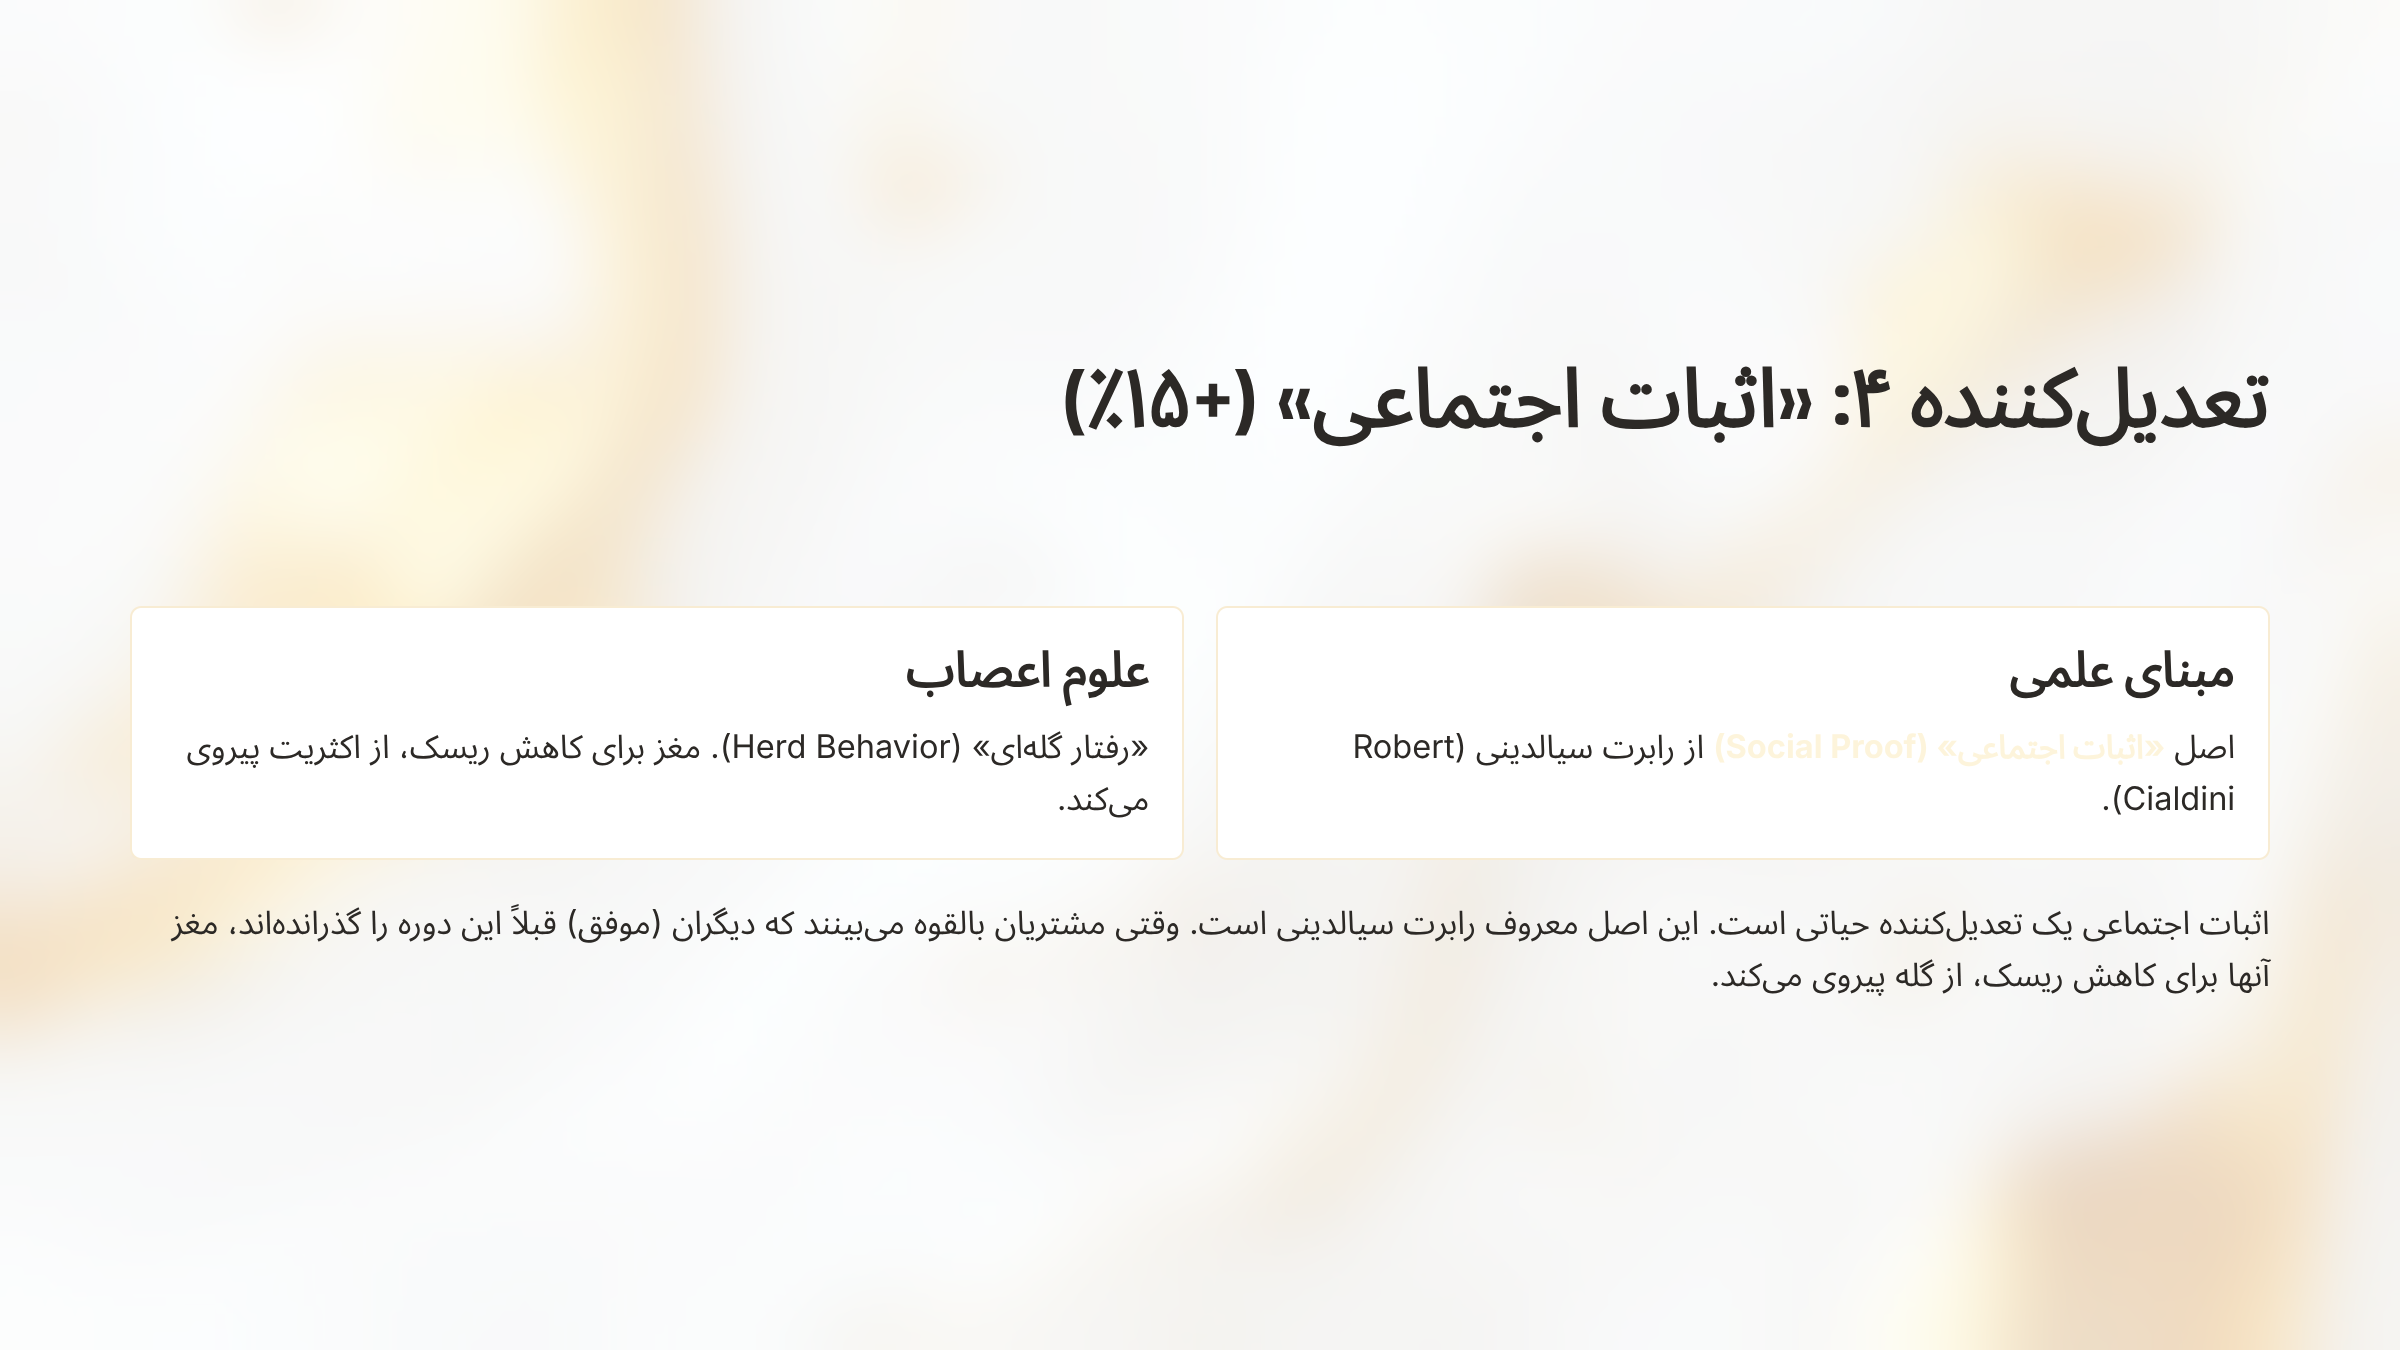 تعدیل‌کننده ۴: «اثبات اجتماعی» (+۱۵٪)
مبنای علمی
اصل «اثبات اجتماعی» (Social Proof) از رابرت سیالدینی (Robert
Cialdini).
علوم اعصاب
«رفتار گله‌ای» (Herd Behavior). مغز برای کاهش ریسک، از اکثریت پیروی
می‌کند.
اثبات اجتماعی یک تعدیل‌کننده حیاتی است. این اصل معروف رابرت سیالدینی است. وقتی مشتریان بالقوه می‌بینند که دیگران (موفق) قبلاً این دوره را گذرانده‌اند، مغز
آنها برای کاهش ریسک، از گله پیروی می‌کند.